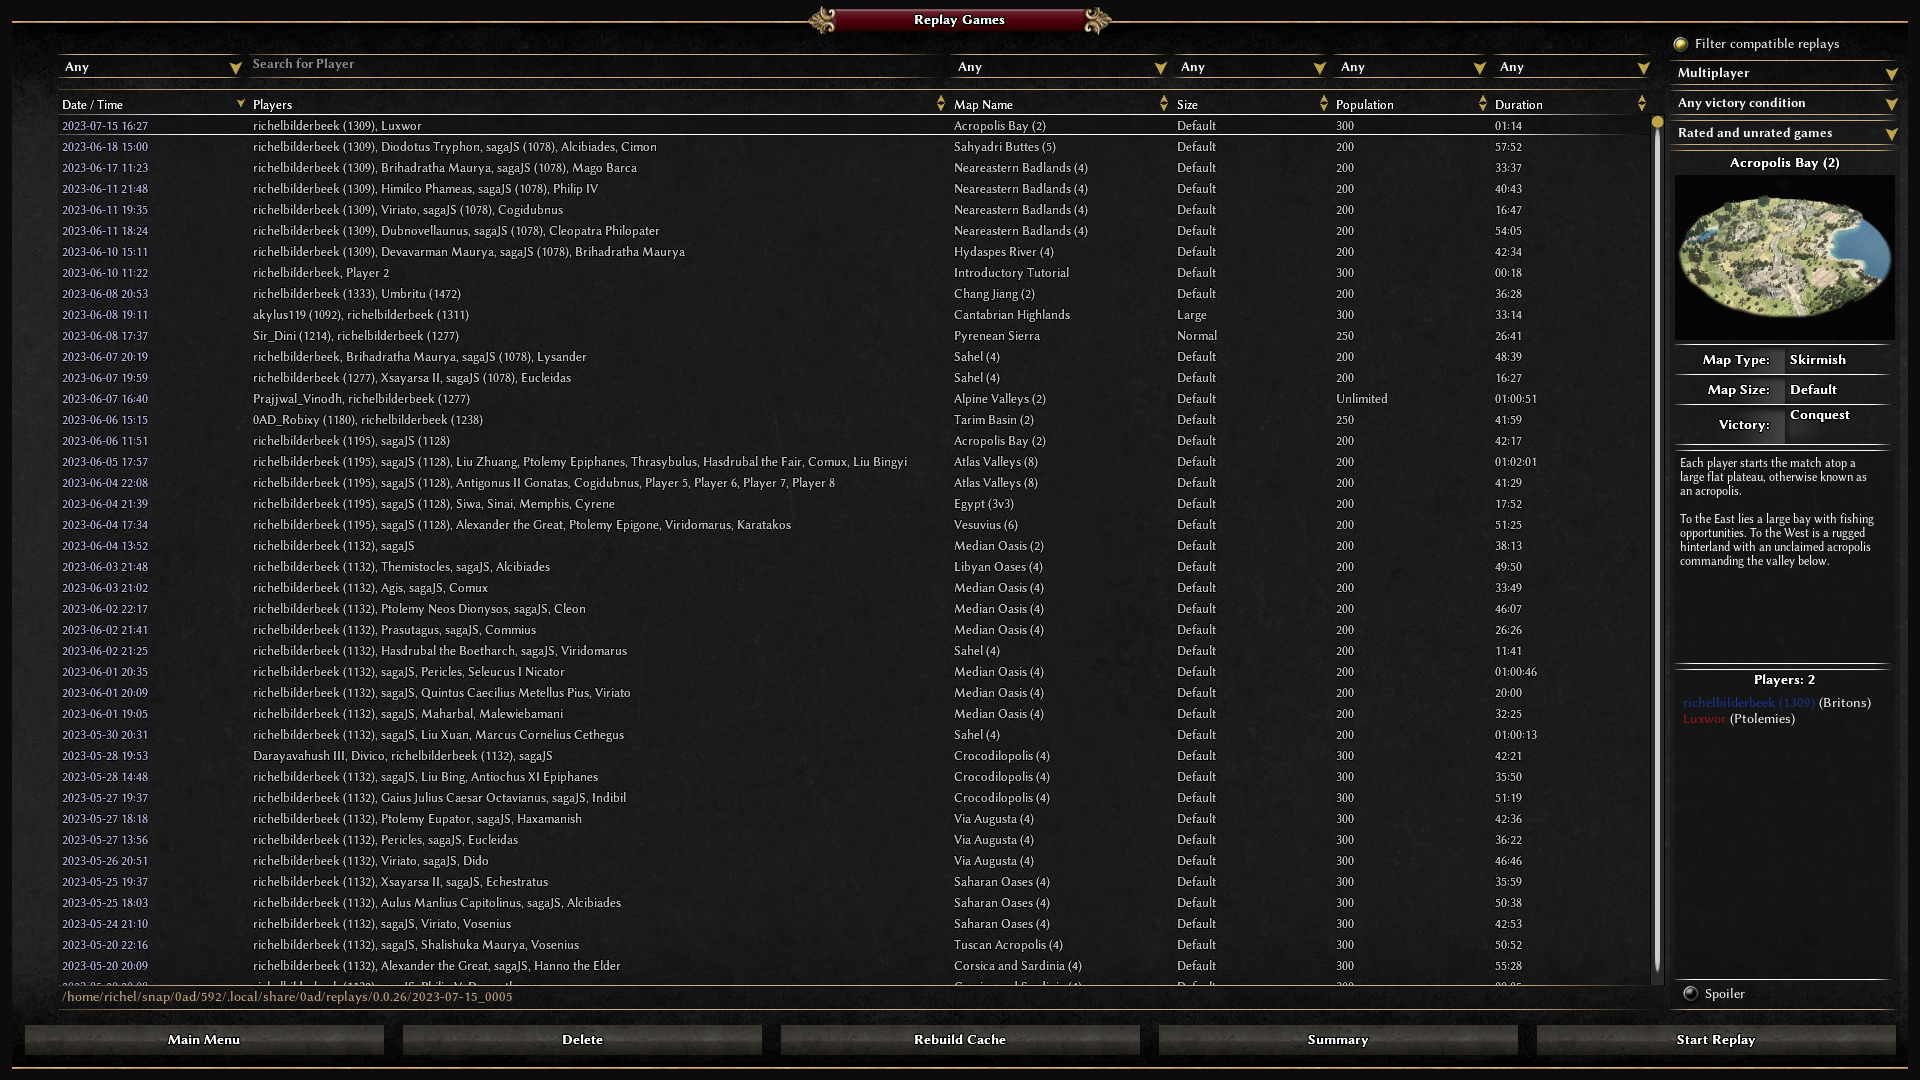 Replay Games
Filter compatible replays
Any Search for Player Any Any Any Any
Multiplayer
Any victory condition
Rated and unrated games
Date / Time Players Map Name Size Population Duration
2023-07-15 16:27 richelbilderbeek (1309), Luxwor Acropolis Bay (2) Default 300 01:14
2023-06-18 15:00 richelbilderbeek (1309), Diodotus Tryphon, sagaJS (1078), Alcibiades, Cimon Sahyadri Buttes (5) Default 200 57:52
2023-06-17 11:23 richelbilderbeek (1309), Brihadratha Maurya, sagaJS (1078), Mago Barca Neareastern Badlands (4) Default 200 33:37
2023-06-11 21:48 richelbilderbeek (1309), Himilco Phameas, sagaJS (1078), Philip IV Neareastern Badlands (4) Default 200 40:43
2023-06-11 19:35 richelbilderbeek (1309), Viriato, sagaJS (1078), Cogidubnus Neareastern Badlands (4) Default 200 16:47
2023-06-11 18:24 richelbilderbeek (1309), Dubnovellaunus, sagaJS (1078), Cleopatra Philopater Neareastern Badlands (4) Default 200 54:05
2023-06-10 15:11 richelbilderbeek (1309), Devavarman Maurya, sagaJS (1078), Brihadratha Maurya Hydaspes River (4) Default 200 42:34
2023-06-10 11:22 richelbilderbeek, Player 2 Introductory Tutorial Default 300 00:18
2023-06-08 20:53 richelbilderbeek (1333), Umbritu (1472) Chang Jiang (2) Default 200 36:28
2023-06-08 19:11 akylus119 (1092), richelbilderbeek (1311) Cantabrian Highlands Large 300 33:14
2023-06-08 17:37 Sir_Dini (1214), richelbilderbeek (1277) Pyrenean Sierra Normal 250 26:41
2023-06-07 20:19 richelbilderbeek, Brihadratha Maurya, sagaJS (1078), Lysander Sahel (4) Default 200 48:39
2023-06-07 19:59 richelbilderbeek (1277), Xsayarsa II, sagaJS (1078), Eucleidas Sahel (4) Default 200 16:27
2023-06-07 16:40 Prajjwal_Vinodh, richelbilderbeek (1277) Alpine Valleys (2) Default Unlimited 01:00:51
2023-06-06 15:15 0AD_Robixy (1180), richelbilderbeek (1238) Tarim Basin (2) Default 250 41:59
2023-06-06 11:51 richelbilderbeek (1195), sagaJS (1128) Acropolis Bay (2) Default 200 42:17
2023-06-05 17:57 richelbilderbeek (1195), sagaJS (1128), Liu Zhuang, Ptolemy Epiphanes, Thrasybulus, Hasdrubal the Fair, Comux, Liu Bingyi Atlas Valleys (8) Default 200 01:02:01
2023-06-04 22:08 richelbilderbeek (1195), sagaJS (1128), Antigonus II Gonatas, Cogidubnus, Player 5, Player 6, Player 7, Player 8 Atlas Valleys (8) Default 200 41:29
2023-06-04 21:39 richelbilderbeek (1195), sagaJS (1128), Siwa, Sinai, Memphis, Cyrene Egypt (3v3) Default 200 17:52
2023-06-04 17:34 richelbilderbeek (1195), sagaJS (1128), Alexander the Great, Ptolemy Epigone, Viridomarus, Karatakos Vesuvius (6) Default 200 51:25
2023-06-04 13:52 richelbilderbeek (1132), sagaJS Median Oasis (2) Default 200 38:13
2023-06-03 21:48 richelbilderbeek (1132), Themistocles, sagaJS, Alcibiades Libyan Oases (4) Default 200 49:50
2023-06-03 21:02 richelbilderbeek (1132), Agis, sagaJS, Comux Median Oasis (4) Default 200 33:49
2023-06-02 22:17 richelbilderbeek (1132), Ptolemy Neos Dionysos, sagaJS, Cleon Median Oasis (4) Default 200 46:07
2023-06-02 21:41 richelbilderbeek (1132), Prasutagus, sagaJS, Commius Median Oasis (4) Default 200 26:26
2023-06-02 21:25 richelbilderbeek (1132), Hasdrubal the Boetharch, sagaJS, Viridomarus Sahel (4) Default 200 11:41
2023-06-01 20:35 richelbilderbeek (1132), sagaJS, Pericles, Seleucus I Nicator Median Oasis (4) Default 200 01:00:46
2023-06-01 20:09 richelbilderbeek (1132), sagaJS, Quintus Caecilius Metellus Pius, Viriato Median Oasis (4) Default 200 20:00
2023-06-01 19:05 richelbilderbeek (1132), sagaJS, Maharbal, Malewiebamani Median Oasis (4) Default 200 32:25
2023-05-30 20:31 richelbilderbeek (1132), sagaJS, Liu Xuan, Marcus Cornelius Cethegus Sahel (4) Default 200 01:00:13
2023-05-28 19:53 Darayavahush III, Divico, richelbilderbeek (1132), sagaJS Crocodilopolis (4) Default 300 42:21
2023-05-28 14:48 richelbilderbeek (1132), sagaJS, Liu Bing, Antiochus XI Epiphanes Crocodilopolis (4) Default 300 35:50
2023-05-27 19:37 richelbilderbeek (1132), Gaius Julius Caesar Octavianus, sagaJS, Indibil Crocodilopolis (4) Default 300 51:19
2023-05-27 18:18 richelbilderbeek (1132), Ptolemy Eupator, sagaJS, Haxamanish Via Augusta (4) Default 300 42:36
2023-05-27 13:56 richelbilderbeek (1132), Pericles, sagaJS, Eucleidas Via Augusta (4) Default 300 36:22
2023-05-26 20:51 richelbilderbeek (1132), Viriato, sagaJS, Dido Via Augusta (4) Default 300 46:46
2023-05-25 19:37 richelbilderbeek (1132), Xsayarsa II, sagaJS, Echestratus Saharan Oases (4) Default 300 35:59
2023-05-25 18:03 richelbilderbeek (1132), Aulus Manlius Capitolinus, sagaJS, Alcibiades Saharan Oases (4) Default 300 50:38
2023-05-24 21:10 richelbilderbeek (1132), sagaJS, Viriato, Vosenius Saharan Oases (4) Default 300 42:53
2023-05-20 22:16 richelbilderbeek (1132), sagaJS, Shalishuka Maurya, Vosenius Tuscan Acropolis (4) Default 300 50:52
2023-05-20 20:09 richelbilderbeek (1132), Alexander the Great, sagaJS, Hanno the Elder Corsica and Sardinia (4) Default 300 55:28
/home/richel/snap/0ad/592/.local/share/0ad/replays/0.0.26/2023-07-15_0005
Acropolis Bay (2)
Map Type: Skirmish
Map Size: Default
Victory: Conquest
Each player starts the match atop a
large flat plateau, otherwise known as
an acropolis.
To the East lies a large bay with fishing
opportunities. To the West is a rugged
hinterland with an unclaimed acropolis
commanding the valley below.
Players: 2
richelbilderbeek (1309) (Britons)
Luxwor (Ptolemies)
Spoiler
Main Menu Delete Rebuild Cache Summary Start Replay